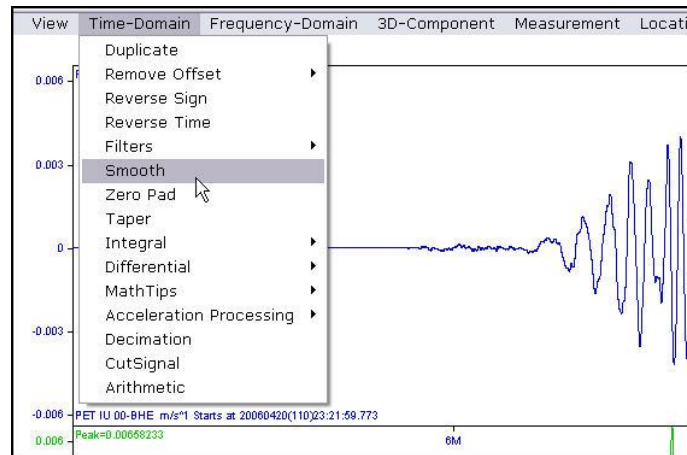 View Time-Domain Frequency-Domain 3D-Component Measurement
Duplicate
Remove Offset
Reverse Sign
Reverse Time
Filters
Smooth
Zero Pad
Taper
Integral
Differential
MathTips
Acceleration Processing
Decimation
CutSignal
Arithmetic
0.006
0.003
0
-0.003
-0.006
PET IU 00-BHE m/s^1 Starts at 20060420(110)23:21:59.773
0.006
Peak=0.00658233
6M